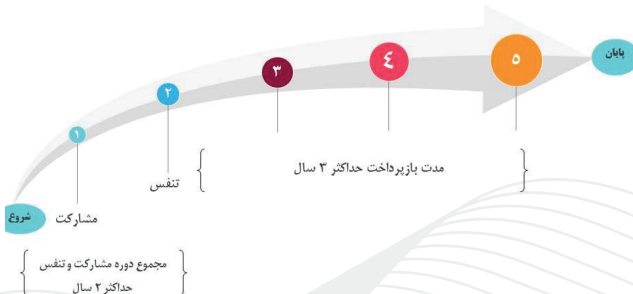 پایان
۵
۴
۳
۲
۱
مدت بازپرداخت حداکثر ۳ سال
تنفس
مشارکت
شروع
مجموع دوره مشارکت و تنفس
حداکثر ۲ سال